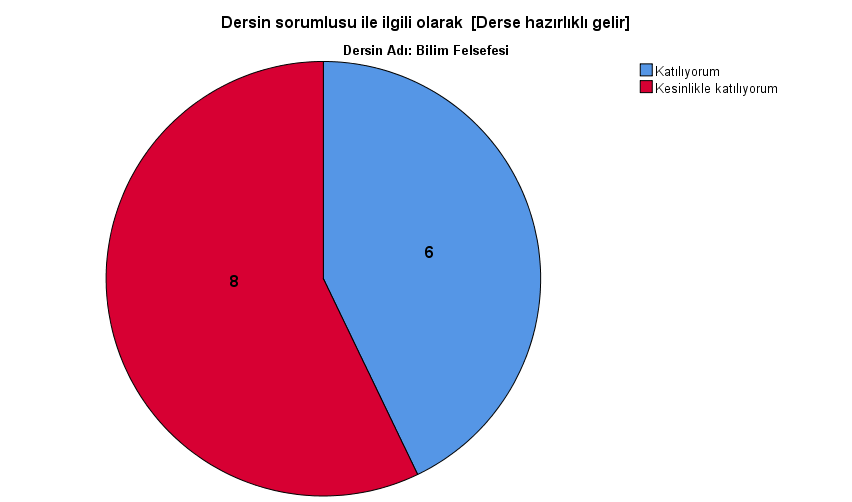 Dersin sorumlusu ile ilgili olarak [Derse hazırlıklı gelir]
Dersin Adı: Bilim Felsefesi
Katılıyorum
Kesinlikle katılıyorum
6
8